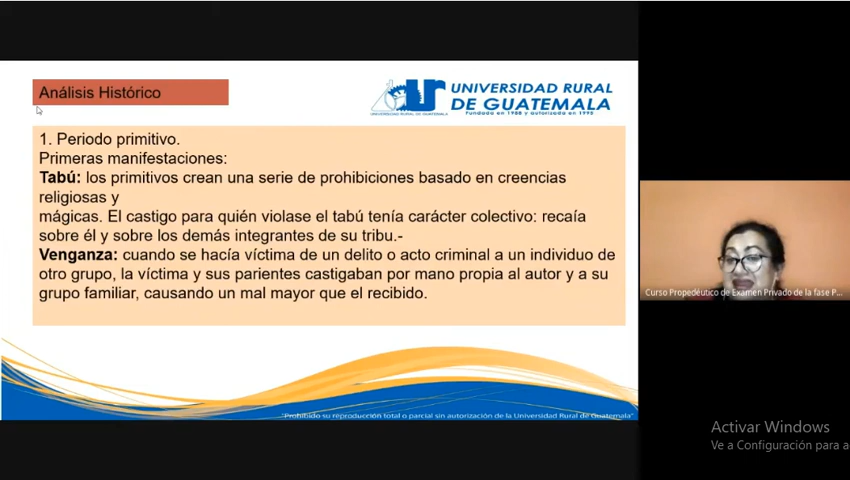 Análisis Histórico
UNIVERSIDAD RURAL
DE GUATEMALA
Fundada en 1988 y autorizada en 1995
UNIVERSIDAD RURAL DE GUATEMALA
1. Periodo primitivo.
Primeras manifestaciones:
Tabú: los primitivos crean una serie de prohibiciones basado en creencias
religiosas y
mágicas. El castigo para quién violase el tabú tenía carácter colectivo: recaía
sobre él y sobre los demás integrantes de su tribu.-
Venganza: cuando se hacía víctima de un delito o acto criminal a un individuo de
otro grupo, la víctima y sus parientes castigaban por mano propia al autor y a su
grupo familiar, causando un mal mayor que el recibido.
"Prohibido su reproducción total o parcial sin autorización de la Universidad Rural de Guatemala"
Curso Propedéutico de Examen Privado de la fase P...
Activar Windows
Ve a Configuración para a